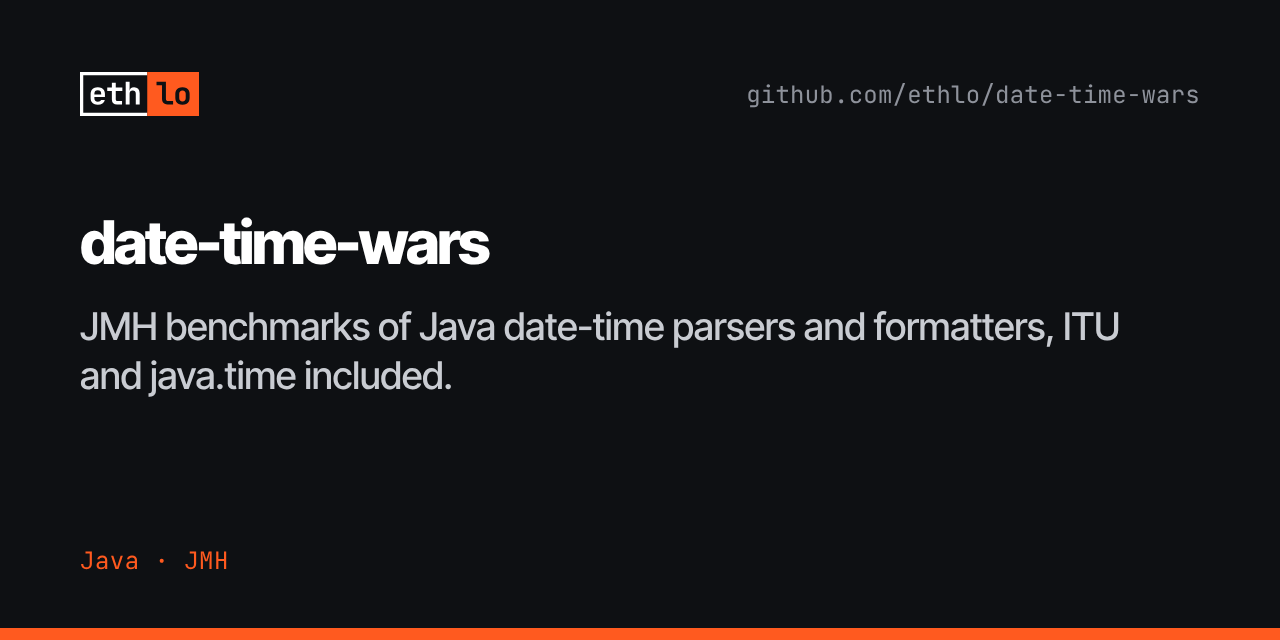 eth lo
github.com/ethlo/date-time-wars
date-time-wars
JMH benchmarks of Java date-time parsers and formatters, ITU
and java.time included.
Java · JMH